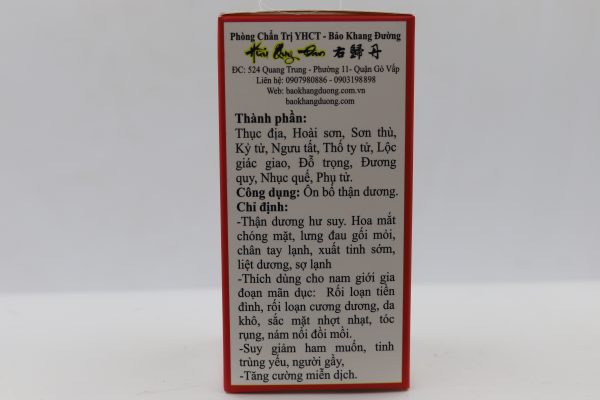 Phòng Chẩn Trị YHCT - Bảo Khang Đường
Hữu Quy Đan 右歸丹
ĐC: 524 Quang Trung - Phường 11- Quận Gò Vấp
Liên hệ: 0907980886 - 0903198898
Web: baokhangduong.com.vn
baokhangduong.com
Thành phần:
Thục địa, Hoài sơn, Sơn thù,
Kỷ tử, Ngưu tất, Thố ty tử, Lộc
giác giao, Đỗ trọng, Đương
quy, Nhục quế, Phụ tử.
Công dụng: Ôn bổ thận dương.
Chỉ định:
-Thận dương hư suy. Hoa mắt
chóng mặt, lưng đau gối mỏi,
chân tay lạnh, xuất tinh sớm,
liệt dương, sợ lạnh
-Thích dùng cho nam giới gia
đoạn mãn dục: Rối loạn tiền
đình, rối loạn cương dương, da
khô, sắc mặt nhợt nhạt, tóc
rụng, nám nổi đồi mồi.
-Suy giảm ham muốn, tinh
trùng yếu, người gầy,
-Tăng cường miễn dịch.